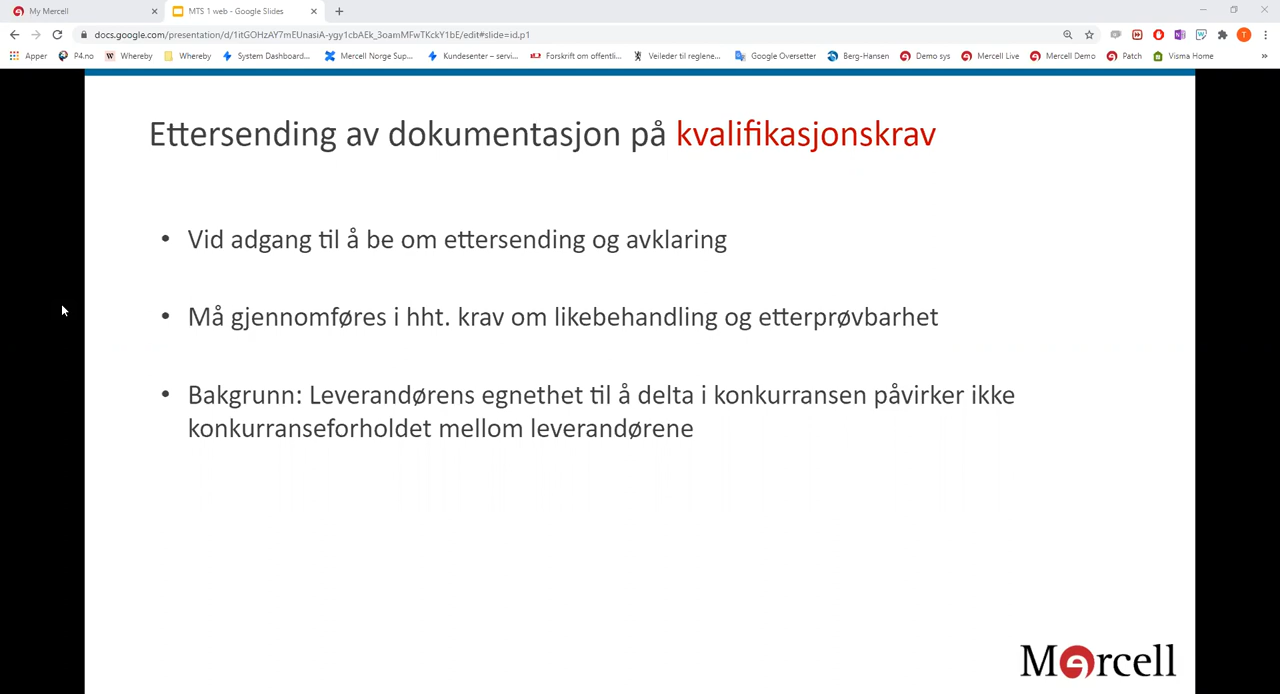 My Mercell
MTS 1 web - Google Slides
docs.google.com/presentation/d/1itGOHzAY7mEUnasiA-ygy1cbAEk_3oamMFwTKckY1bE/edit#slide=id.p1
Apper P4.no Whereby Whereby System Dashboard... Mercell Norge Sup... Kundesenter – servi... Forskrift om offentl... Veileder til reglene... Google Oversetter Berg-Hansen Demo sys Mercell Live Mercell Demo Patch Visma Home »
Ettersending av dokumentasjon på kvalifikasjonskrav
• Vid adgang til å be om ettersending og avklaring
• Må gjennomføres i hht. krav om likebehandling og etterprøvbarhet
• Bakgrunn: Leverandørens egnethet til å delta i konkurransen påvirker ikke
konkurranseforholdet mellom leverandørene
Mercell